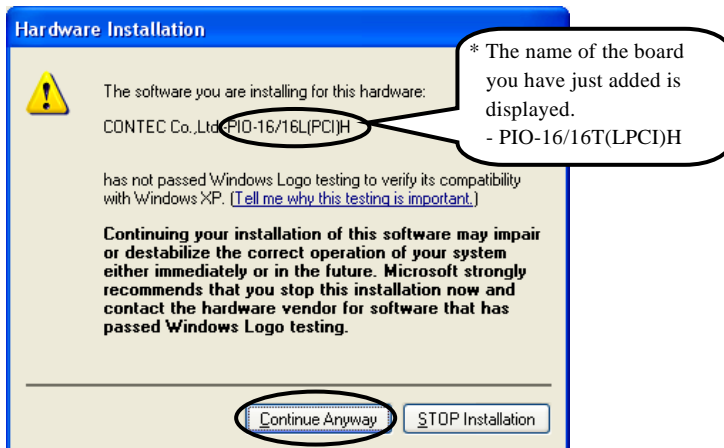 Hardware Installation
* The name of the board
you have just added is
displayed.
- PIO-16/16T(LPCI)H
The software you are installing for this hardware:
CONTEC Co.,Ltd.-PIO-16/16L(PCI)H
has not passed Windows Logo testing to verify its compatibility
with Windows XP. (Tell me why this testing is important.)
Continuing your installation of this software may impair
or destabilize the correct operation of your system
either immediately or in the future. Microsoft strongly
recommends that you stop this installation now and
contact the hardware vendor for software that has
passed Windows Logo testing.
Continue Anyway STOP Installation